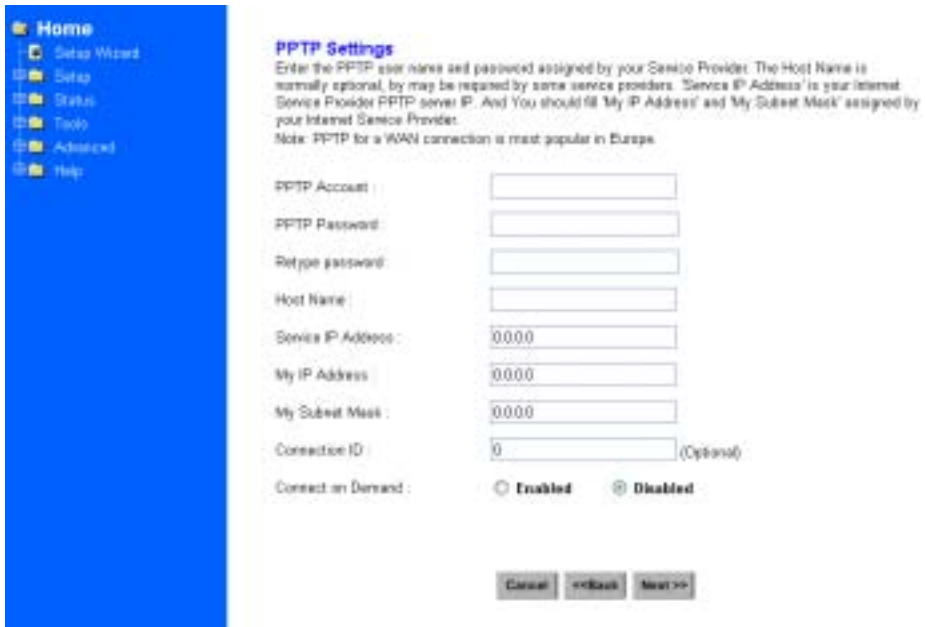 Home
Setup Wizard
Setup
Status
Tools
Advanced
Help
PPTP Settings
Enter the PPTP user name and password assigned by your Service Provider. The Host Name is
normally optional, by may be required by some service providers. 'Service IP Address' is your Internet
Service Provider PPTP server IP. And You should fill 'My IP Address' and 'My Subnet Mask' assigned by
your Internet Service Provider.
Note: PPTP for a WAN connection is most popular in Europe.
PPTP Account :
PPTP Password :
Retype password :
Host Name :
Service IP Address : 0.0.0.0
My IP Address : 0.0.0.0
My Subnet Mask : 0.0.0.0
Connection ID : 0 (Optional)
Connect on Demand : Enabled Disabled
Cancel <<Back Next >>